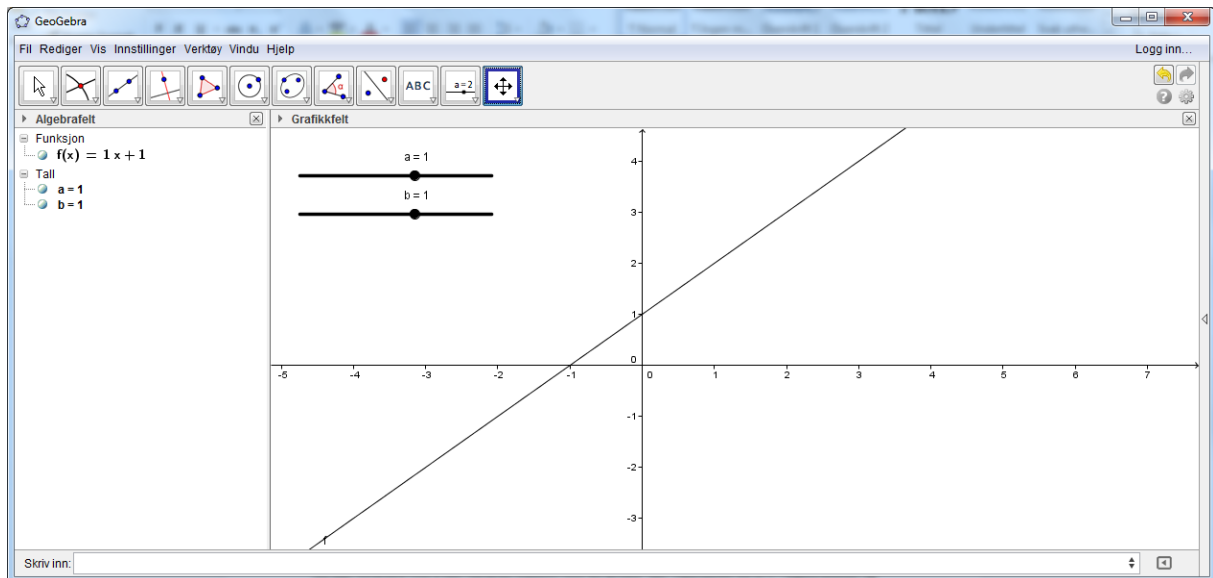 GeoGebra
Fil Rediger Vis Innstillinger Verktøy Vindu Hjelp
Logg inn...
ABC
a=2
Algebrafelt
Grafikkfelt
Funksjon
f(x) = 1 x + 1
Tall
a = 1
b = 1
a = 1
b = 1
4
3
2
1
0
-5 -4 -3 -2 -1 0 1 2 3 4 5 6 7
-1
-2
-3
f
Skriv inn: